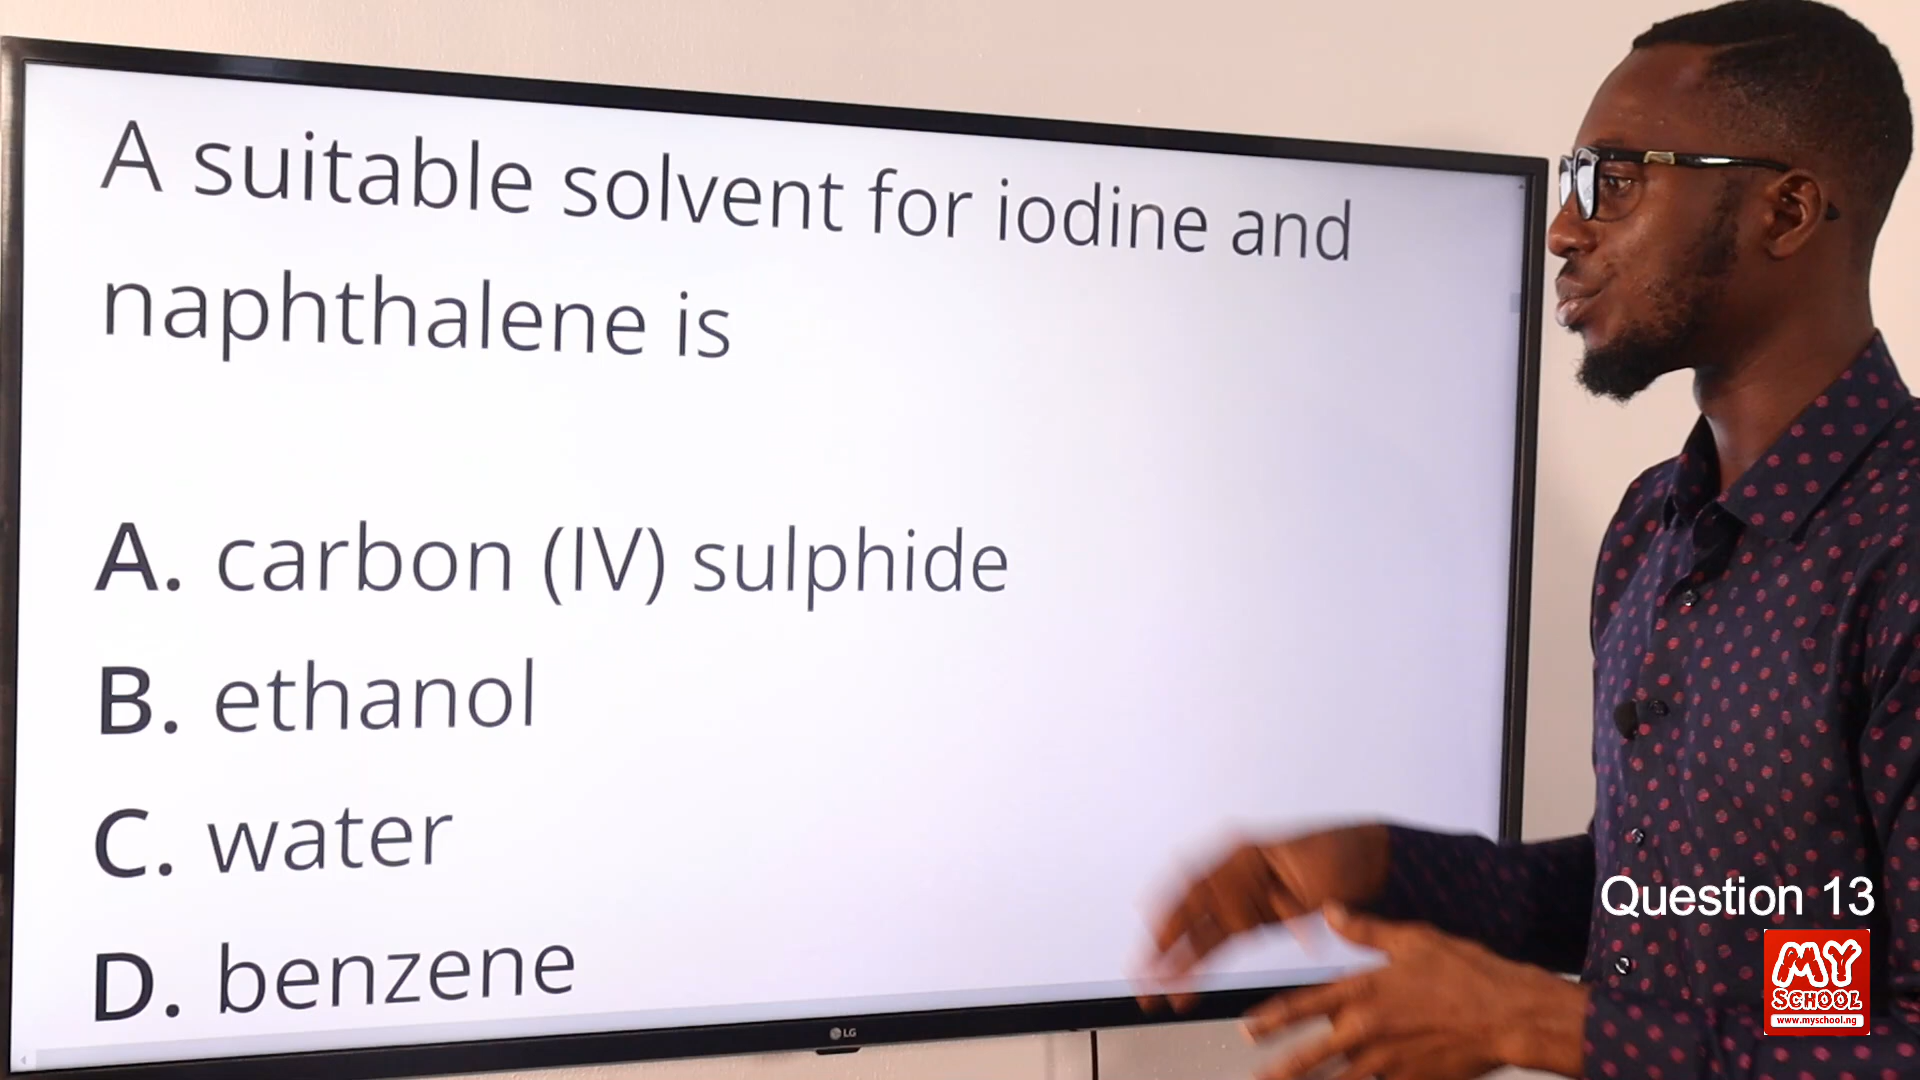 A suitable solvent for iodine and
naphthalene is
A. carbon (IV) sulphide
B. ethanol
C. water
D. benzene
LG
Question 13
MY
SCHOOL
www.myschool.ng